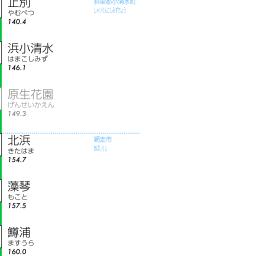 止別
やむべつ
140.4
浜小清水
はまこしみず
146.1
原生花園
げんせいかえん
149.3
北浜
きたはま
154.7
網走市
藻琴
もこと
157.5
鱒浦
ますうら
160.0